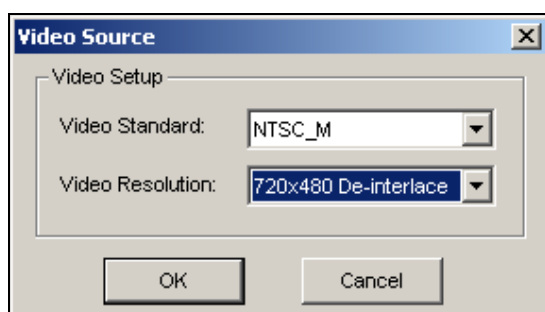 Video Source
Video Setup
Video Standard: NTSC_M
Video Resolution: 720x480 De-interlace
OK Cancel